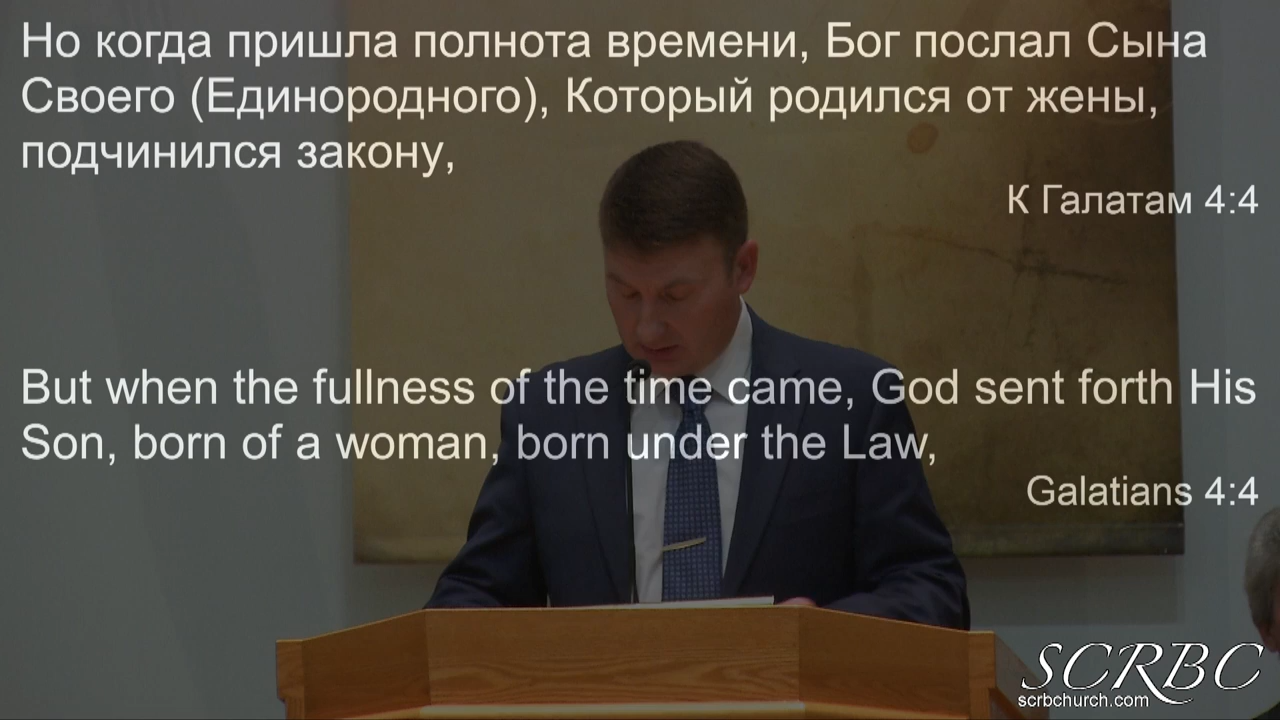 Но когда пришла полнота времени, Бог послал Сына
Своего (Единородного), Который родился от жены,
подчинился закону,
К Галатам 4:4
But when the fullness of the time came, God sent forth His
Son, born of a woman, born under the Law,
Galatians 4:4
SCRBC
scrbchurch.com